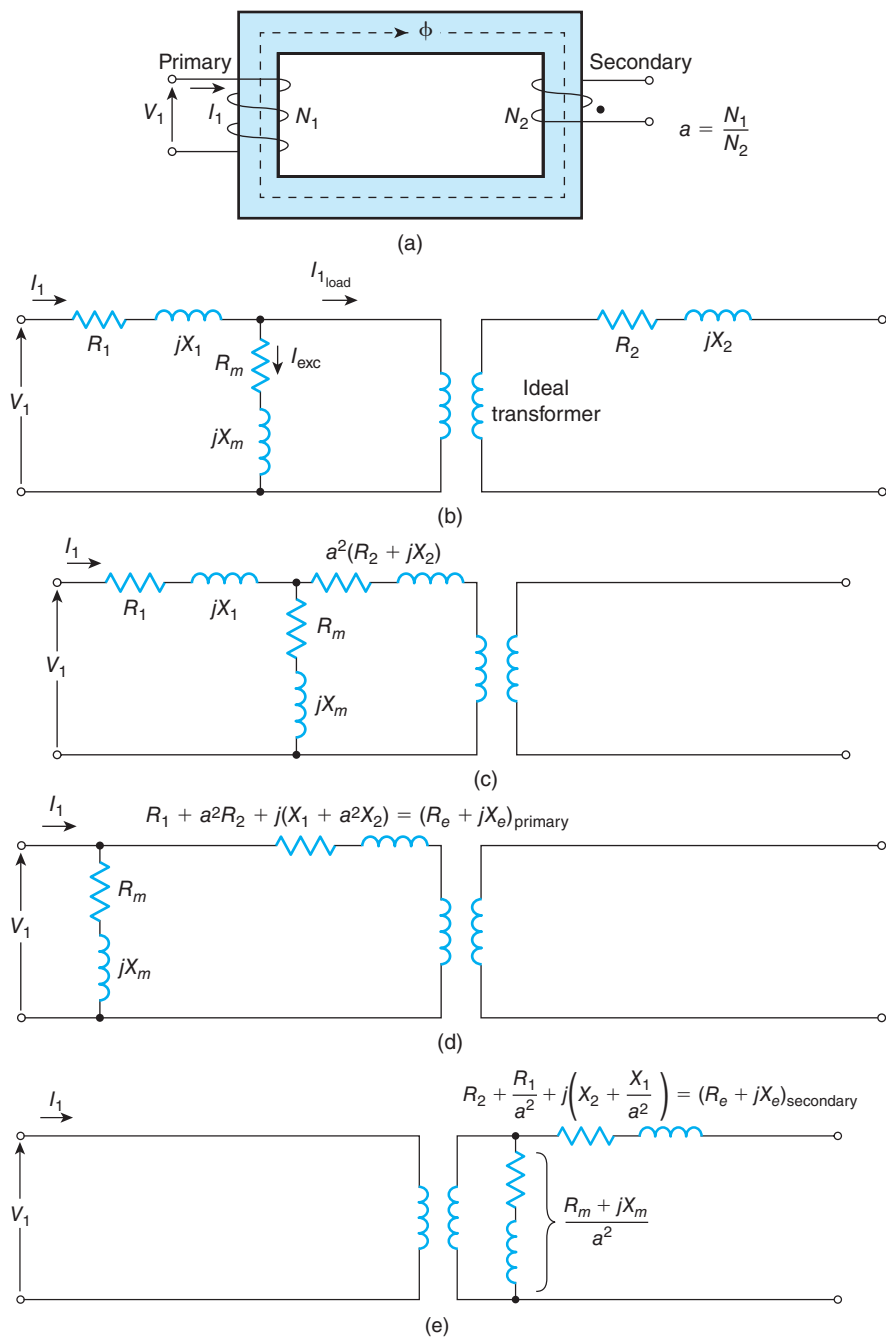 ϕ
Primary
Secondary
V₁
I₁
N₁
N₂
a = N₁/N₂
(a)
I₁
I₁load
R₁
jX₁
Rₘ
I_exc
R₂
jX₂
V₁
Ideal
transformer
jXₘ
(b)
I₁
a²(R₂ + jX₂)
R₁
jX₁
Rₘ
V₁
jXₘ
(c)
I₁
R₁ + a²R₂ + j(X₁ + a²X₂) = (Rₑ + jXₑ)primary
Rₘ
V₁
jXₘ
(d)
R₂ + R₁/a² + j(X₂ + X₁/a²) = (Rₑ + jXₑ)secondary
I₁
V₁
(Rₘ + jXₘ)/a²
(e)